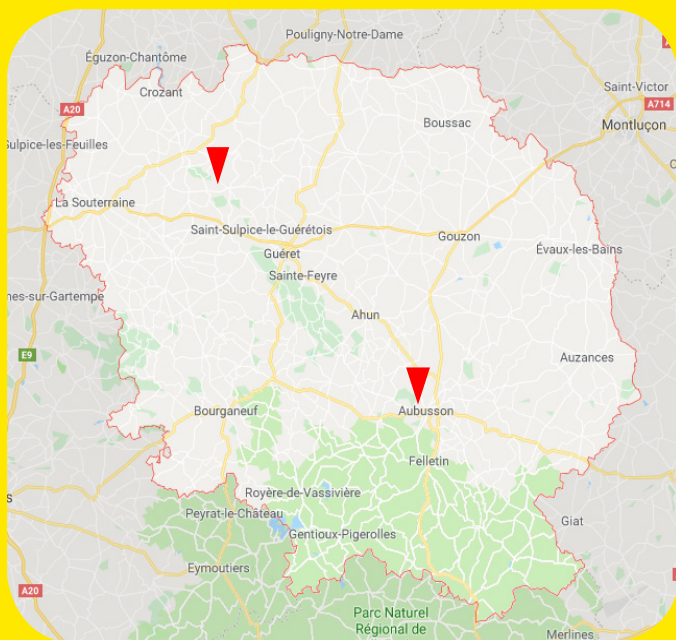 Pouligny-Notre-Dame
Éguzon-Chantôme
Crozant
Saint-Victor
A20
A714
Boussac
Montluçon
Sulpice-les-Feuilles
La Souterraine
Saint-Sulpice-le-Guérétois
Gouzon
Évaux-les-Bains
Guéret
Sainte-Feyre
nes-sur-Gartempe
Ahun
E9
Auzances
Bourganeuf
Aubusson
Felletin
Royère-de-Vassivière
s
Peyrat-le-Château
Giat
Gentioux-Pigerolles
Eymoutiers
A20
Parc Naturel
Régional de
Merlines